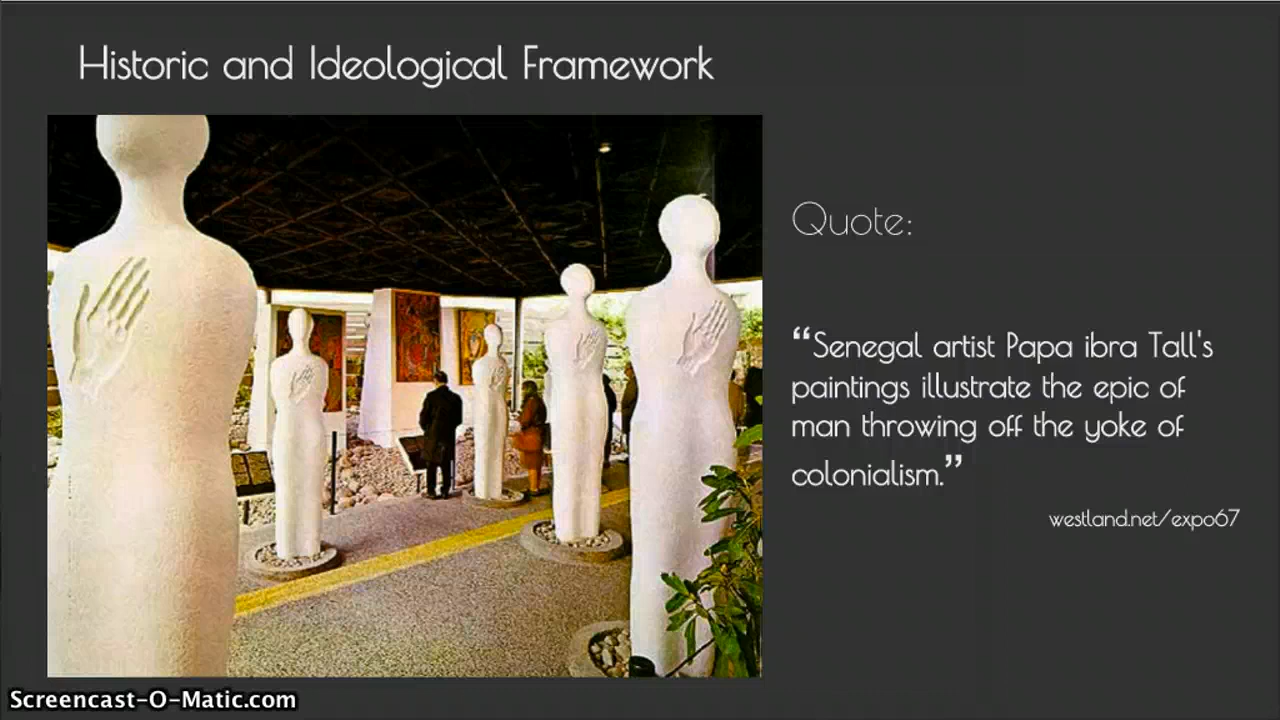 Historic and Ideological Framework
Quote:
“Senegal artist Papa ibra Tall's
paintings illustrate the epic of
man throwing off the yoke of
colonialism.”
westland.net/expo67
Screencast-O-Matic.com